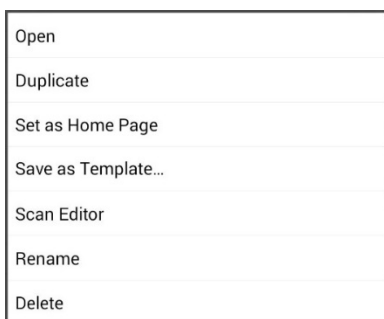 Open
Duplicate
Set as Home Page
Save as Template...
Scan Editor
Rename
Delete